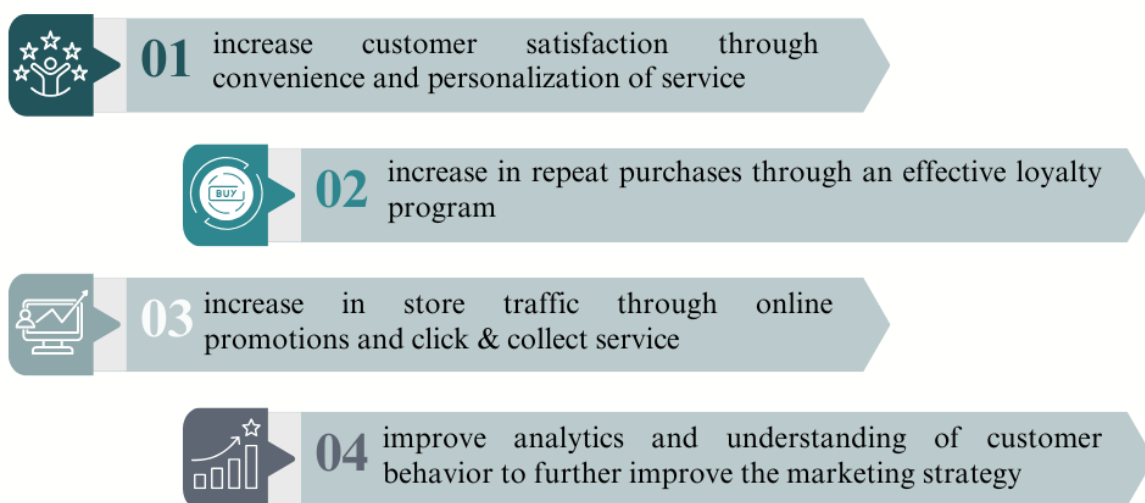 01
increase customer satisfaction through
convenience and personalization of service
BUY
02
increase in repeat purchases through an effective loyalty
program
03
increase in store traffic through online
promotions and click & collect service
04
improve analytics and understanding of customer
behavior to further improve the marketing strategy